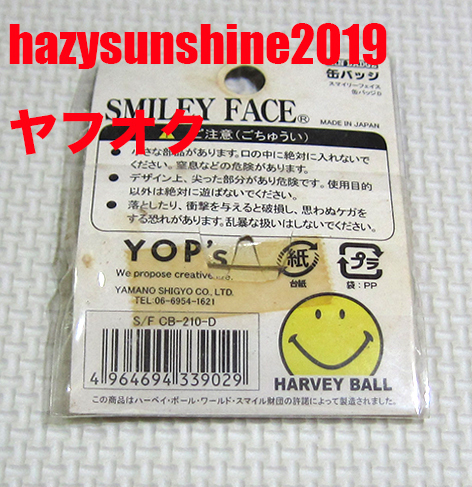 hazysunshine2019
缶バッジ
スマイリーフェイス
缶バッジD
SMILEY FACE®
MADE IN JAPAN
ヤフオク
ご注意(ごちゅうい)
● 小さな部品があります。口の中に絶対に入れないで
ください。窒息などの危険があります。
● デザイン上、尖った部分があり危険です。使用目的
以外は絶対に遊ばないでください。
● 落としたり、衝撃を与えると破損し、思わぬケガを
する恐れがあります。乱暴な扱いはしないでください。
YOP's
We propose creative
YAMANO SHIGYO CO., LTD.
TEL:06-6954-1621
紙
台紙
プラ
袋:PP
S/F CB-210-D
4 964694 339029
HARVEY BALL
この商品はハーベイ・ボール・ワールド・スマイル財団の許諾によって製造されました。